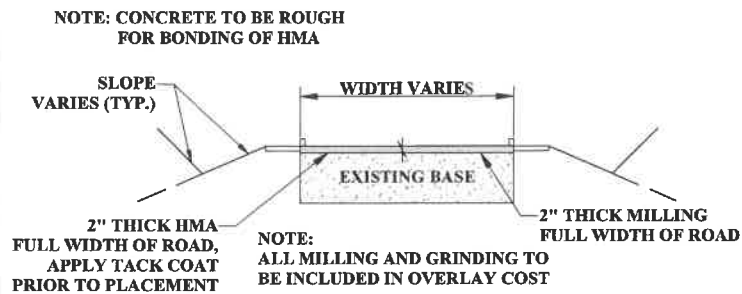 NOTE: CONCRETE TO BE ROUGH
FOR BONDING OF HMA
SLOPE
VARIES (TYP.)
WIDTH VARIES
EXISTING BASE
2" THICK HMA
FULL WIDTH OF ROAD,
APPLY TACK COAT
PRIOR TO PLACEMENT
NOTE:
ALL MILLING AND GRINDING TO
BE INCLUDED IN OVERLAY COST
2" THICK MILLING
FULL WIDTH OF ROAD